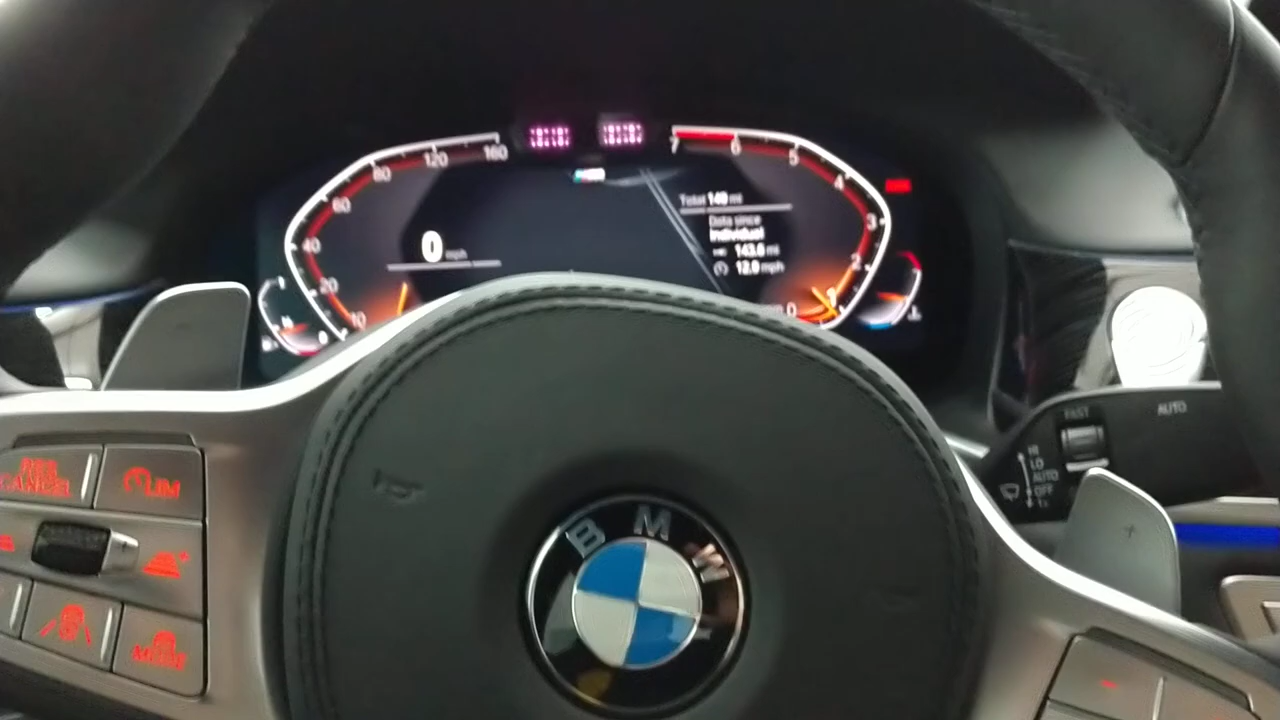 160
120
80
60
40
20
10
0 mph
7
6
5
4
3
2
1
0
Total 149 mi
Data since
Individual
143.6 mi
12.0 mph
CANCEL
LIM
MODE
BMW
FAST
AUTO
HI
LO
AUTO
OFF
1x
+